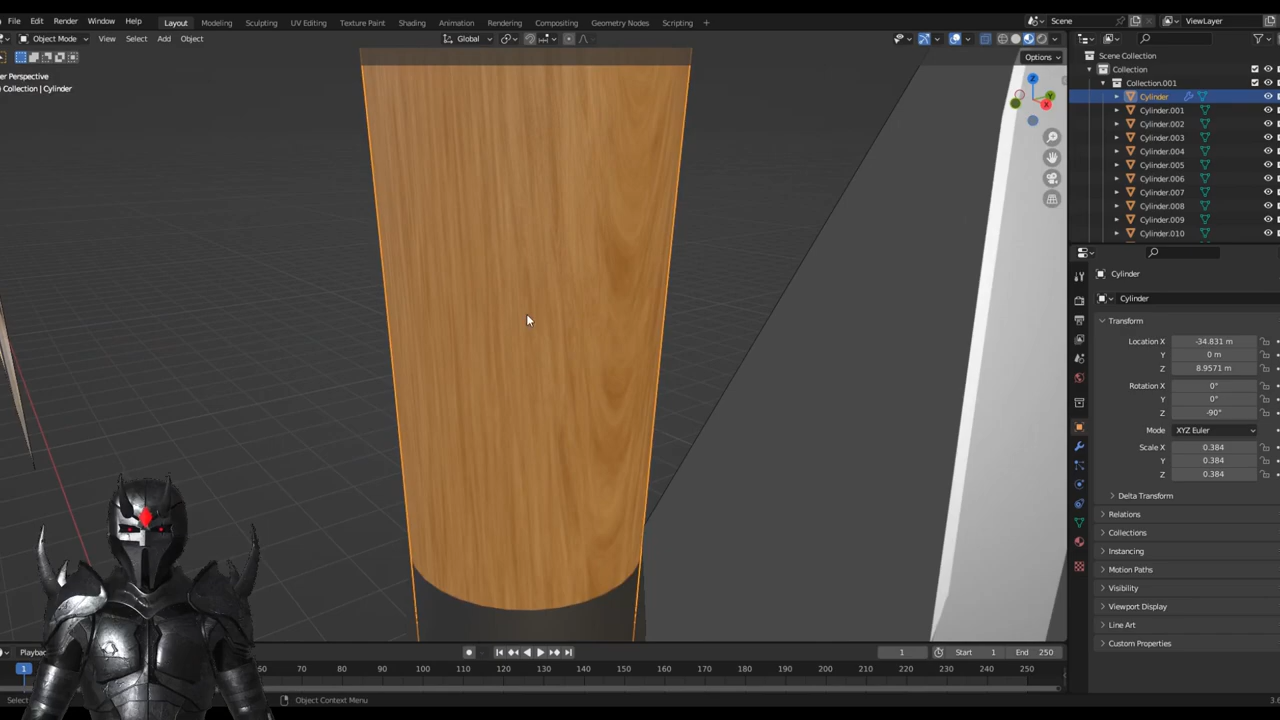 File Edit Render Window Help Layout Modeling Sculpting UV Editing Texture Paint Shading Animation Rendering Compositing Geometry Nodes Scripting + Scene ViewLayer
Object Mode View Select Add Object Global
Options
er Perspective
Collection | Cylinder
Z
Y
X
Scene Collection
Collection
Collection.001
Cylinder
Cylinder.001
Cylinder.002
Cylinder.003
Cylinder.004
Cylinder.005
Cylinder.006
Cylinder.007
Cylinder.008
Cylinder.009
Cylinder.010
Cylinder
Cylinder
Transform
Location X -34.831 m
Y 0 m
Z 8.9571 m
Rotation X 0°
Y 0°
Z -90°
Mode XYZ Euler
Scale X 0.384
Y 0.384
Z 0.384
Delta Transform
Relations
Collections
Instancing
Motion Paths
Visibility
Viewport Display
Line Art
Custom Properties
Playba 1 Start 1 End 250
1 60 70 80 90 100 110 120 130 140 150 160 170 180 190 200 210 220 230 240 250
Select Object Context Menu 3.6